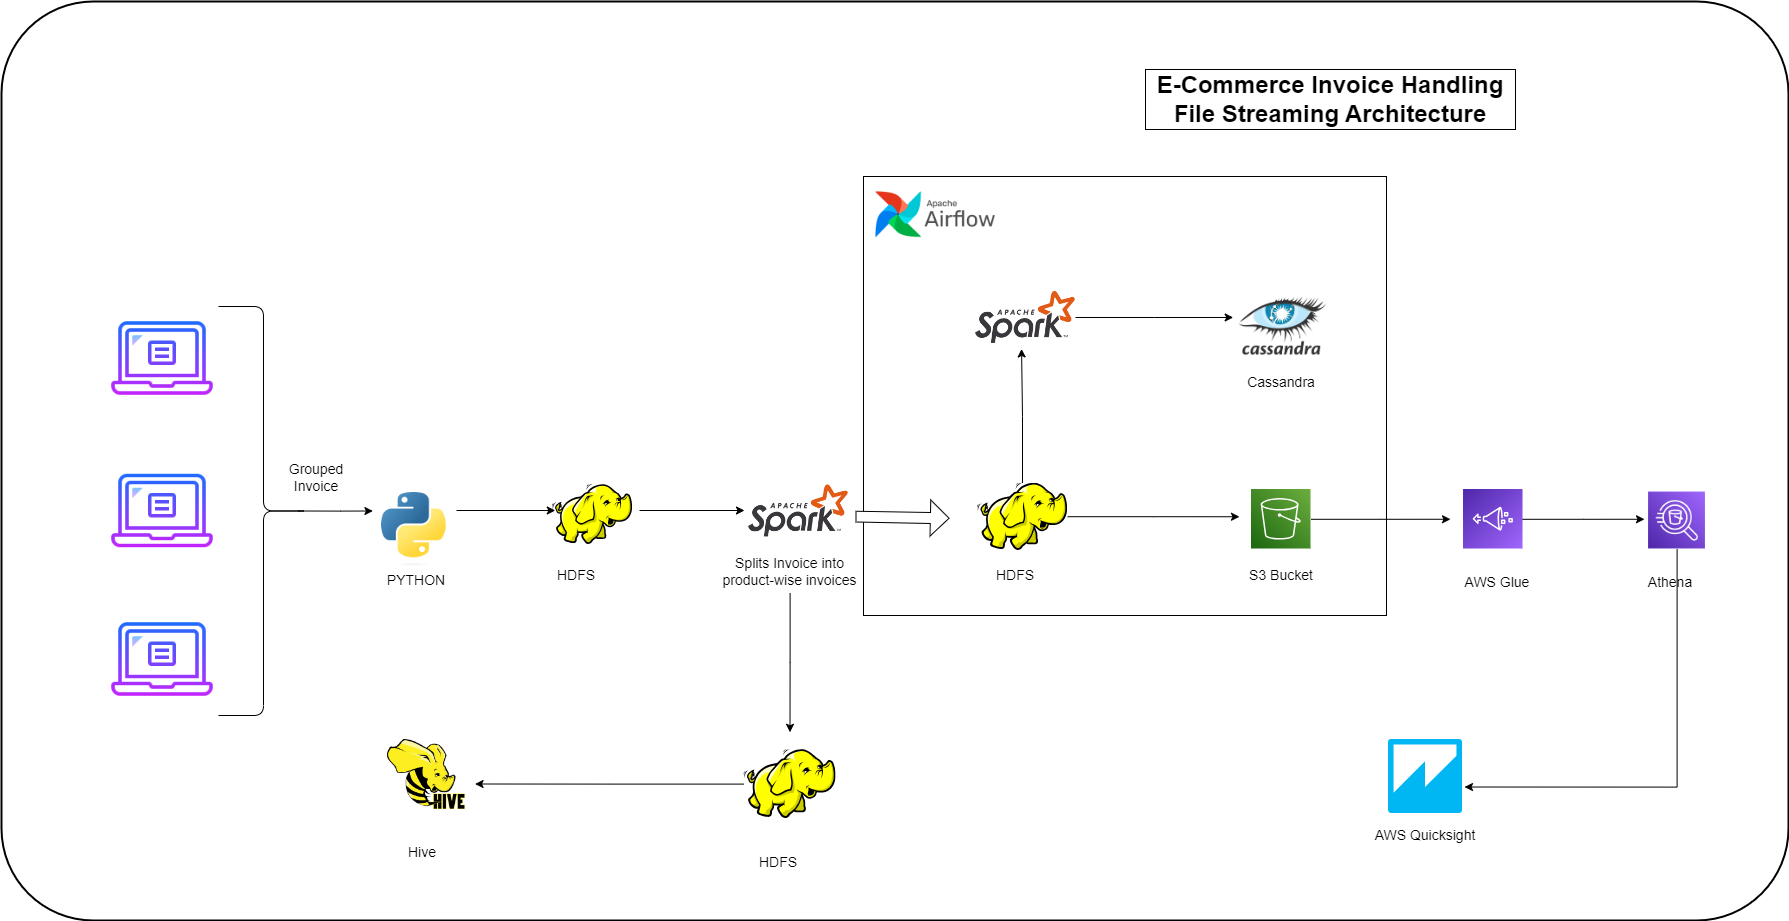 E-Commerce Invoice Handling
File Streaming Architecture
Apache
Airflow
APACHE
Spark
cassandra
Cassandra
Grouped
Invoice
PYTHON
HDFS
APACHE
Spark
Splits Invoice into
product-wise invoices
HDFS
S3 Bucket
AWS Glue
Athena
HIVE
Hive
HDFS
AWS Quicksight